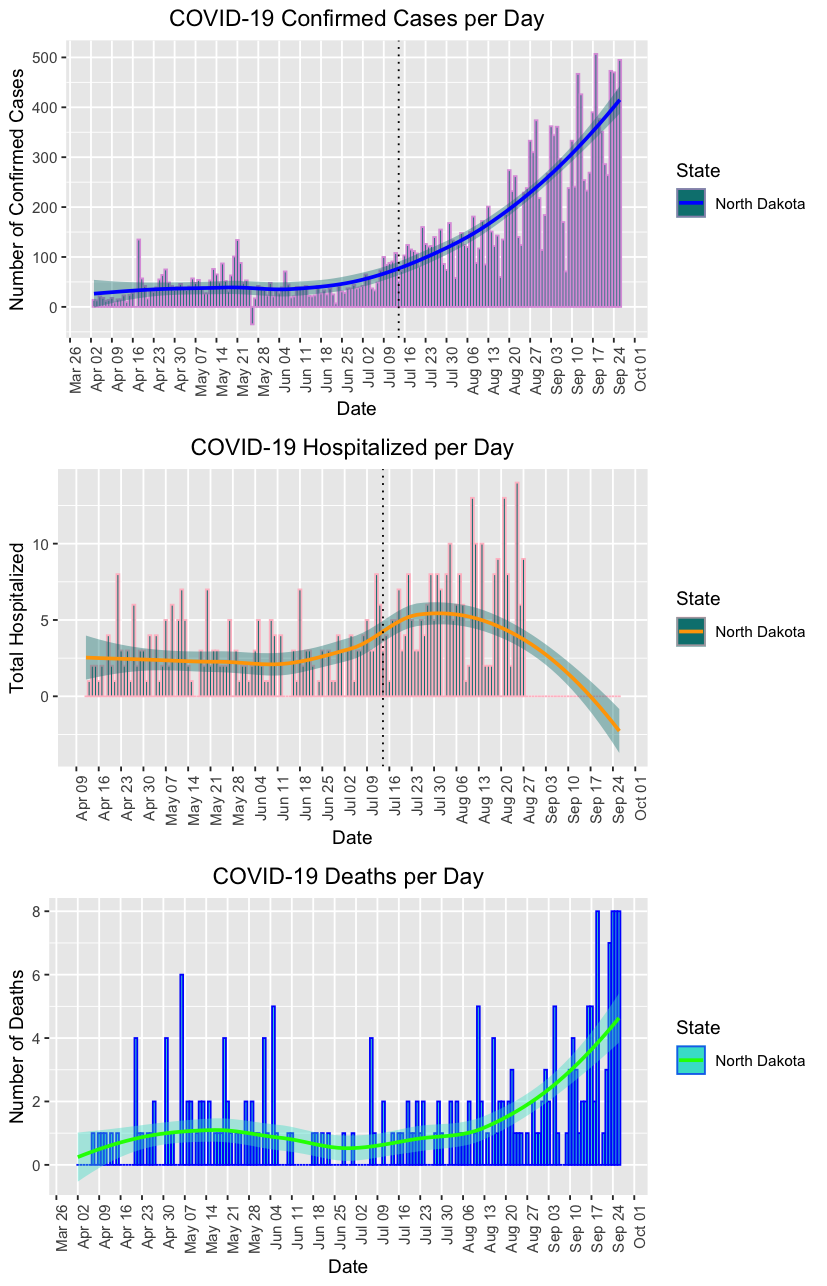 COVID-19 Confirmed Cases per Day
Number of Confirmed Cases
500
400
300
200
100
0
Mar 26
Apr 02
Apr 09
Apr 16
Apr 23
Apr 30
May 07
May 14
May 21
May 28
Jun 04
Jun 11
Jun 18
Jun 25
Jul 02
Jul 09
Jul 16
Jul 23
Jul 30
Aug 06
Aug 13
Aug 20
Aug 27
Sep 03
Sep 10
Sep 17
Sep 24
Oct 01
Date
State
North Dakota
COVID-19 Hospitalized per Day
Total Hospitalized
10
5
0
Apr 09
Apr 16
Apr 23
Apr 30
May 07
May 14
May 21
May 28
Jun 04
Jun 11
Jun 18
Jun 25
Jul 02
Jul 09
Jul 16
Jul 23
Jul 30
Aug 06
Aug 13
Aug 20
Aug 27
Sep 03
Sep 10
Sep 17
Sep 24
Oct 01
Date
State
North Dakota
COVID-19 Deaths per Day
Number of Deaths
8
6
4
2
0
Mar 26
Apr 02
Apr 09
Apr 16
Apr 23
Apr 30
May 07
May 14
May 21
May 28
Jun 04
Jun 11
Jun 18
Jun 25
Jul 02
Jul 09
Jul 16
Jul 23
Jul 30
Aug 06
Aug 13
Aug 20
Aug 27
Sep 03
Sep 10
Sep 17
Sep 24
Oct 01
Date
State
North Dakota